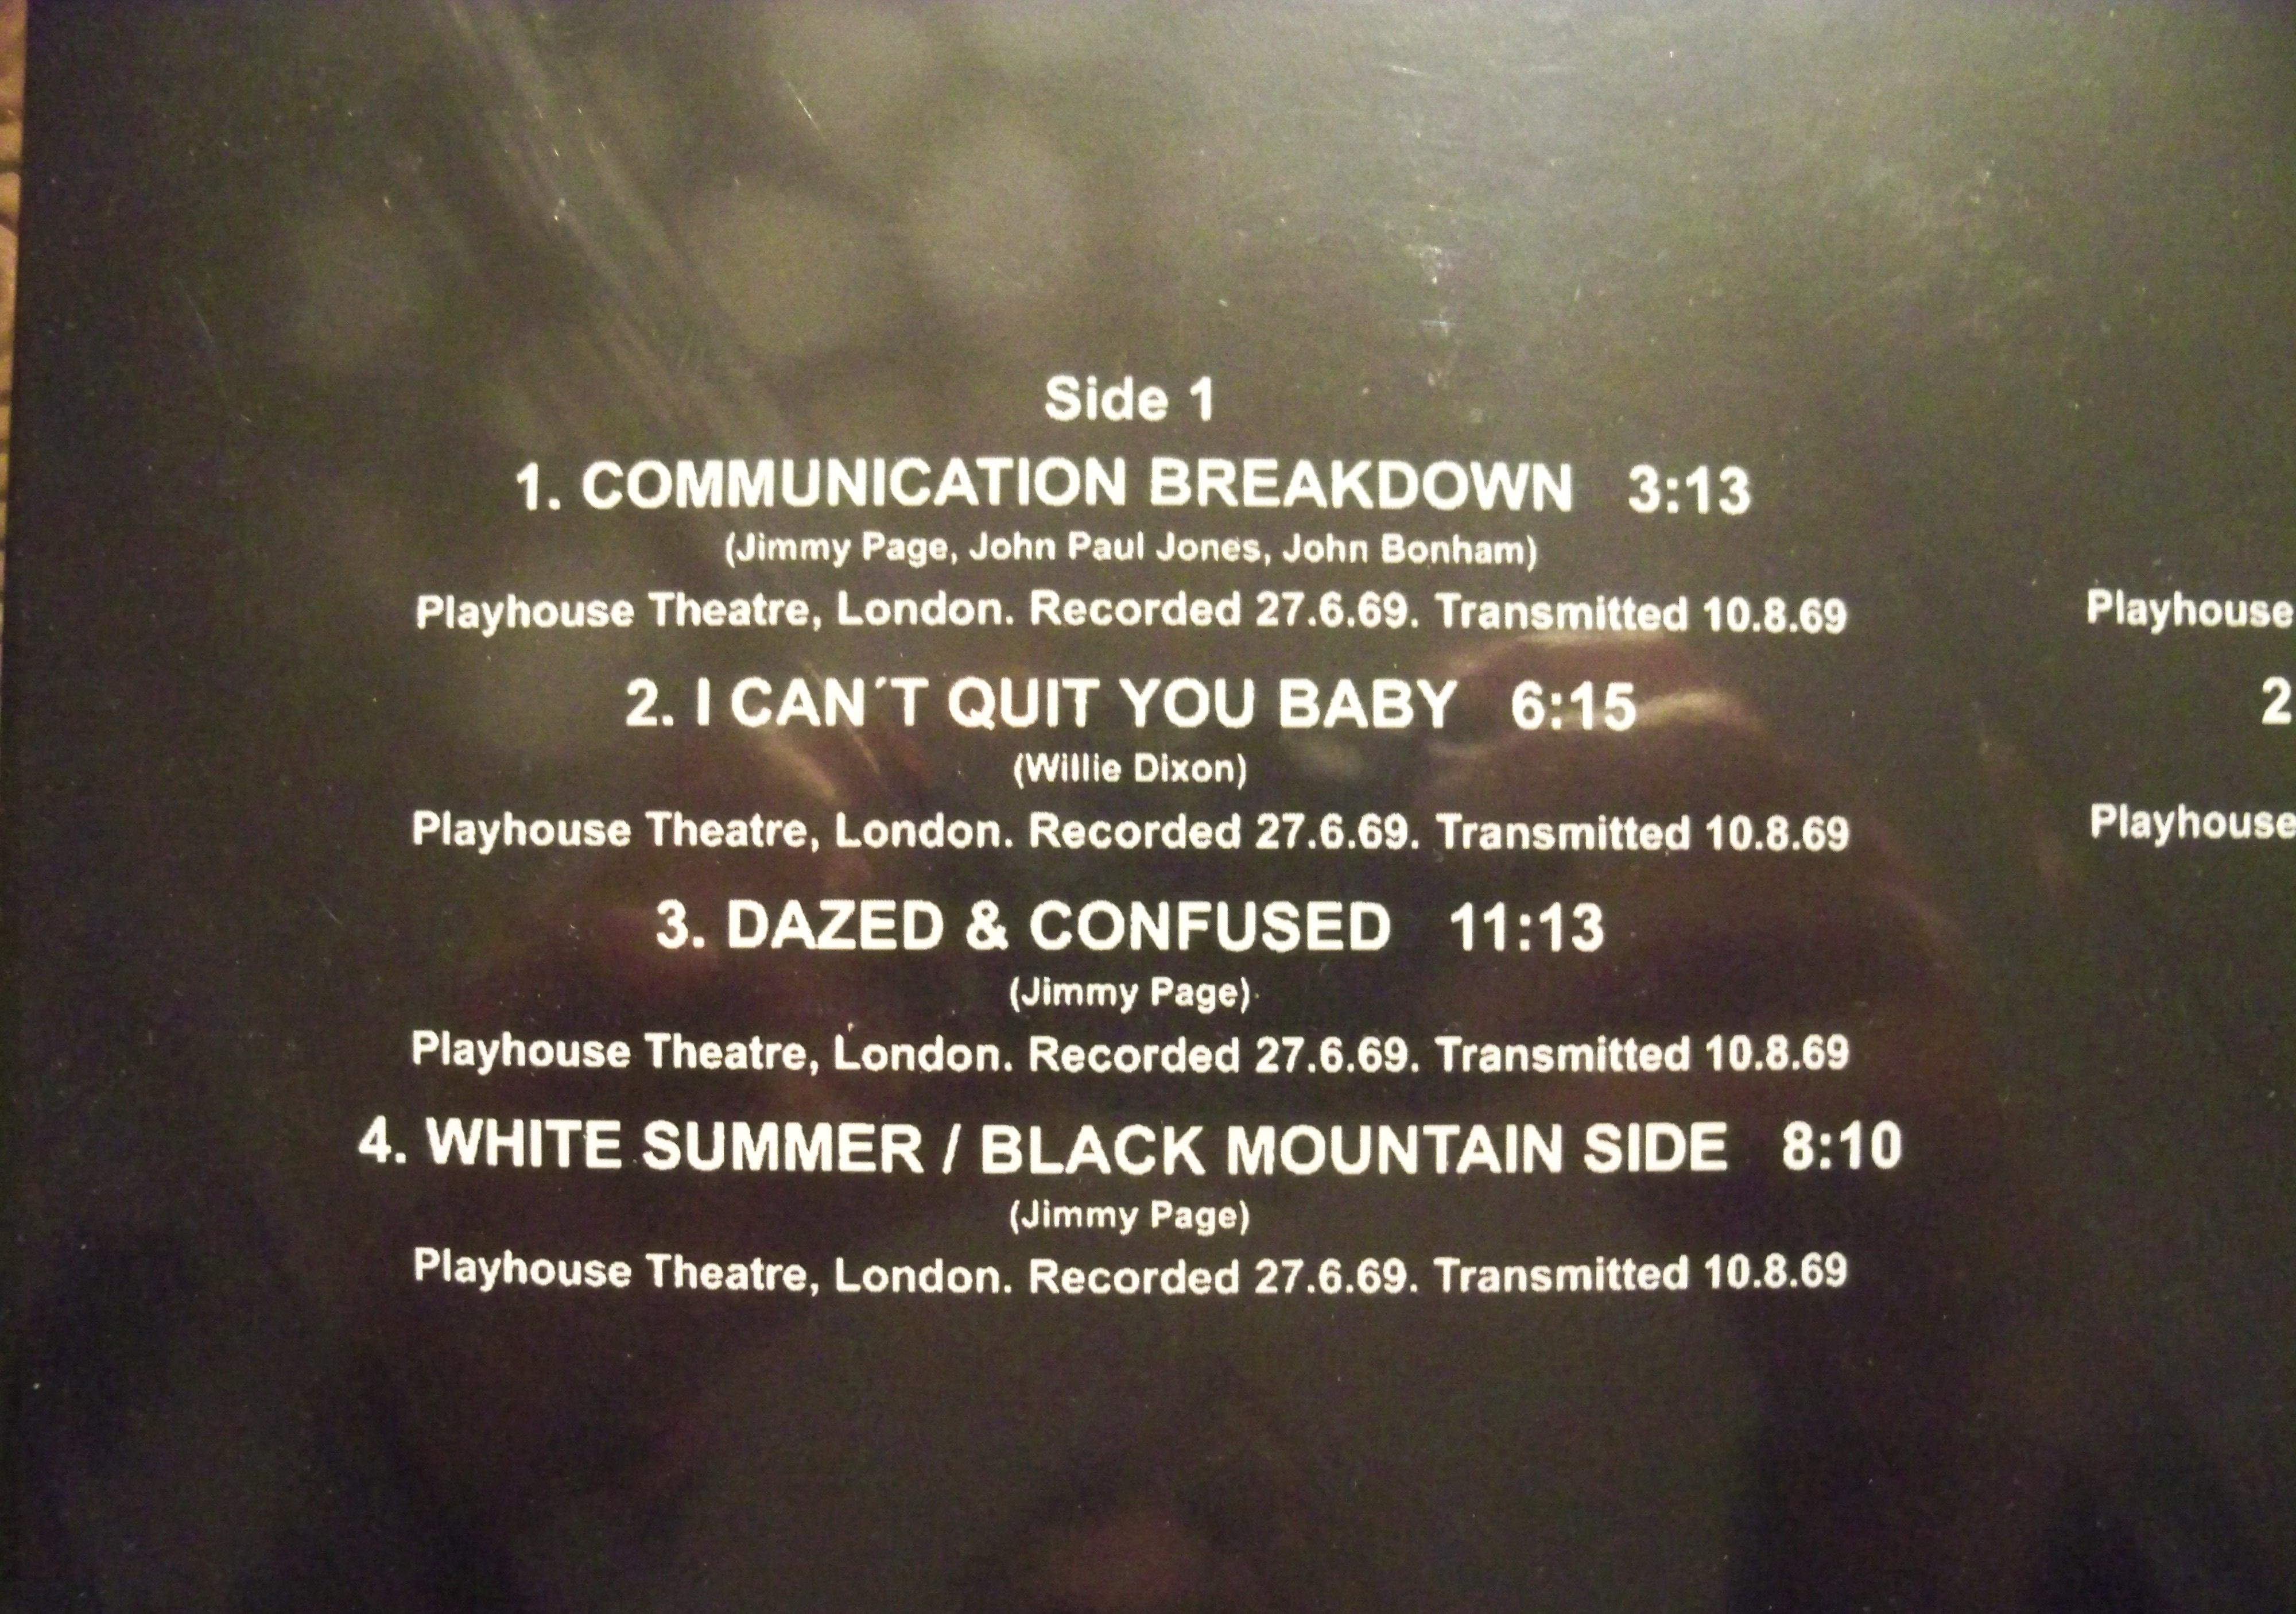 Side 1
1. COMMUNICATION BREAKDOWN 3:13
(Jimmy Page, John Paul Jones, John Bonham)
Playhouse Theatre, London. Recorded 27.6.69. Transmitted 10.8.69
2. I CAN´T QUIT YOU BABY 6:15
(Willie Dixon)
Playhouse Theatre, London. Recorded 27.6.69. Transmitted 10.8.69
3. DAZED & CONFUSED 11:13
(Jimmy Page)
Playhouse Theatre, London. Recorded 27.6.69. Transmitted 10.8.69
4. WHITE SUMMER / BLACK MOUNTAIN SIDE 8:10
(Jimmy Page)
Playhouse Theatre, London. Recorded 27.6.69. Transmitted 10.8.69
Playhouse
2
Playhouse